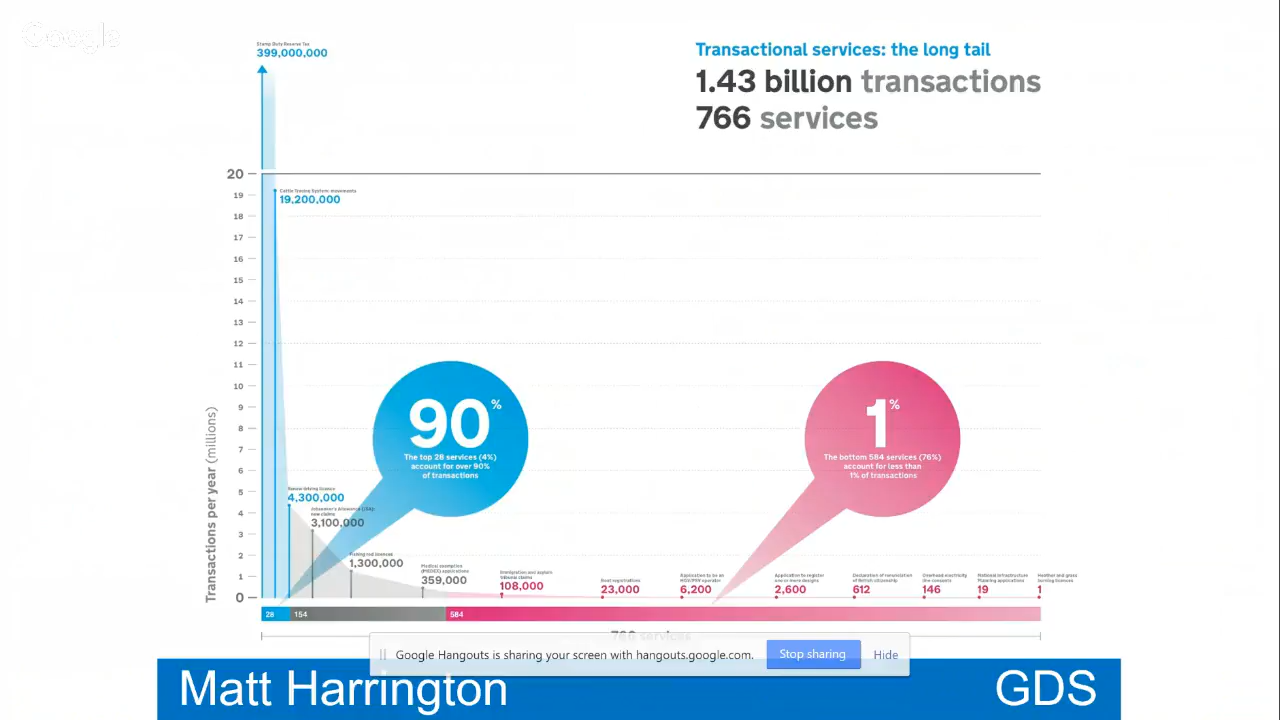 Google
Stamp Duty Reserve Tax
399,000,000
Transactional services: the long tail
1.43 billion transactions
766 services
20
19
18
17
16
15
14
13
12
11
10
9
8
7
6
5
4
3
2
1
0
Transactions per year (millions)
Cattle Tracing System: movements
19,200,000
90%
The top 28 services (4%)
account for over 90%
of transactions
1%
The bottom 584 services (76%)
account for less than
1% of transactions
Renew driving licence
4,300,000
Jobseeker's Allowance (JSA):
new claims
3,100,000
Fishing rod licences
1,300,000
Medical exemption
(MEDEX) applications
359,000
Immigration and asylum
tribunal claims
108,000
Boat registrations
23,000
Application to be an
HGV/PSV operator
6,200
Application to register
one or more designs
2,600
Declaration of renunciation
of British citizenship
612
Overhead electricity
line consents
146
National infrastructure
Planning applications
19
Heather and grass
burning licences
1
28
154
584
766 services
Google Hangouts is sharing your screen with hangouts.google.com.
Stop sharing
Hide
Matt Harrington
GDS